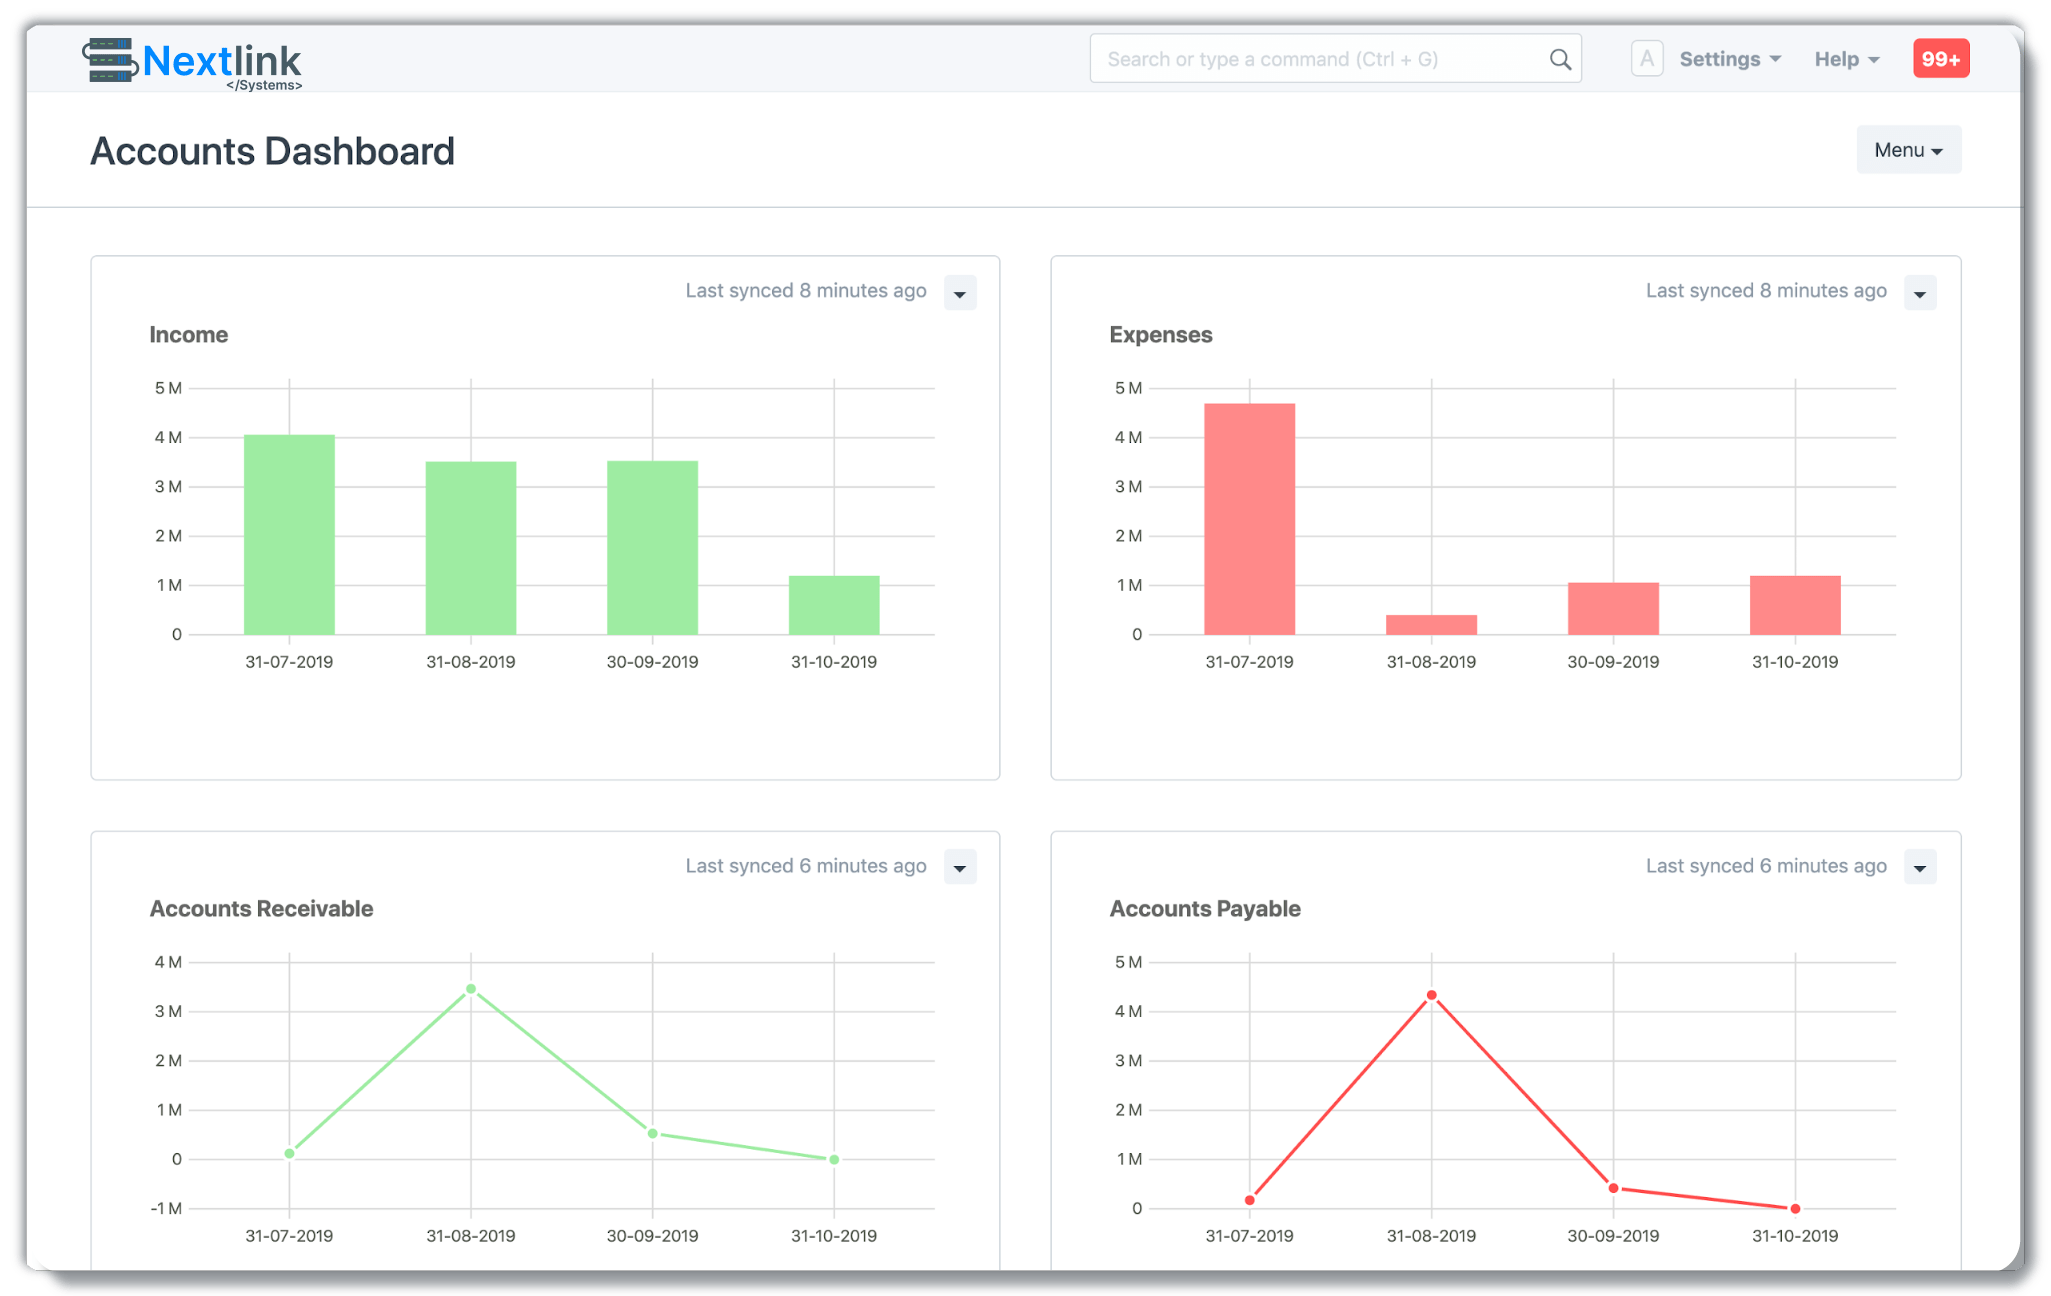 Nextlink
</Systems>
Search or type a command (Ctrl + G)
A
Settings
Help
99+
Accounts Dashboard
Menu
Last synced 8 minutes ago
Income
5 M
4 M
3 M
2 M
1 M
0
31-07-2019 31-08-2019 30-09-2019 31-10-2019
Last synced 8 minutes ago
Expenses
5 M
4 M
3 M
2 M
1 M
0
31-07-2019 31-08-2019 30-09-2019 31-10-2019
Last synced 6 minutes ago
Accounts Receivable
4 M
3 M
2 M
1 M
0
-1 M
31-07-2019 31-08-2019 30-09-2019 31-10-2019
Last synced 6 minutes ago
Accounts Payable
5 M
4 M
3 M
2 M
1 M
0
31-07-2019 31-08-2019 30-09-2019 31-10-2019